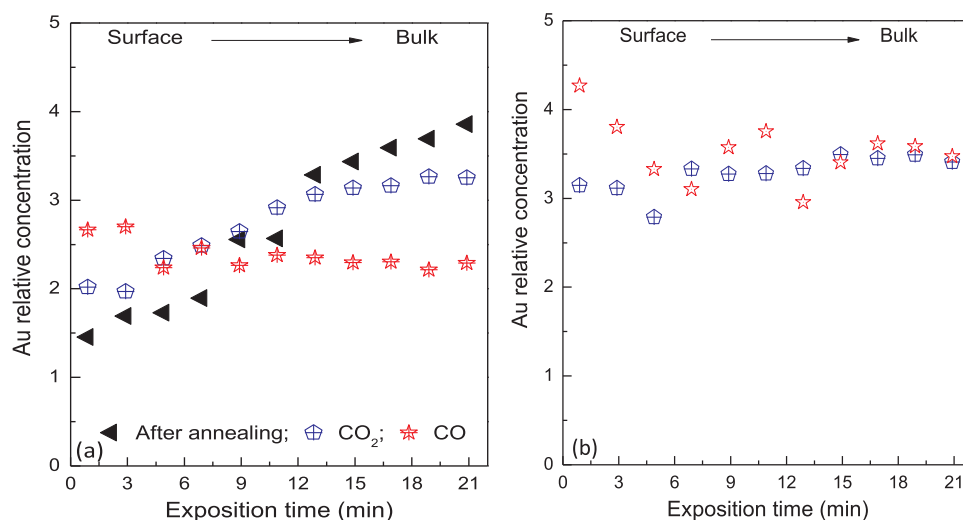 Surface Bulk
Au relative concentration
5
4
3
2
1
0
After annealing; CO₂; CO
(a)
0 3 6 9 12 15 18 21
Exposition time (min)
Surface Bulk
Au relative concentration
5
4
3
2
1
0
(b)
0 3 6 9 12 15 18 21
Exposition time (min)